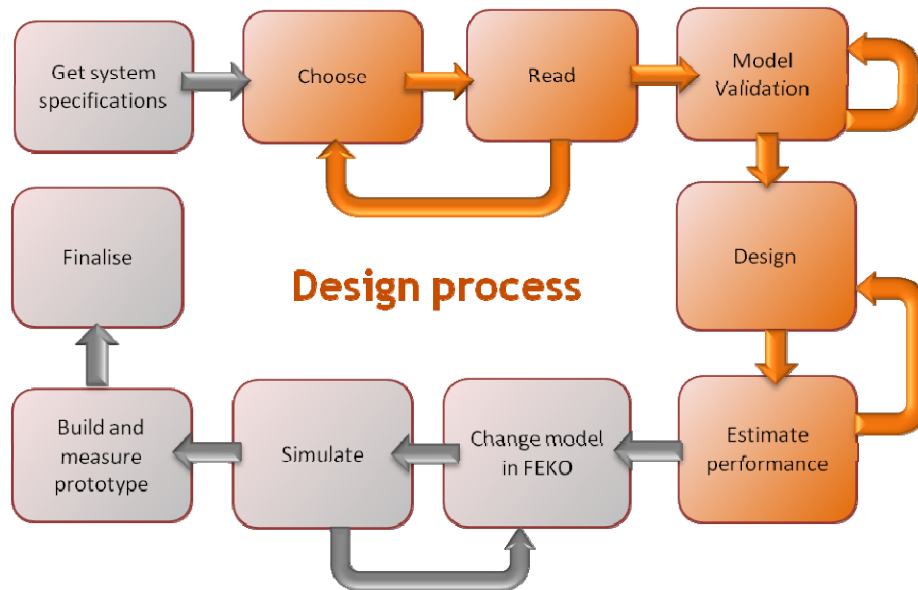 Get system
specifications
Choose
Read
Model
Validation
Design
Estimate
performance
Change model
in FEKO
Simulate
Build and
measure
prototype
Finalise
Design process